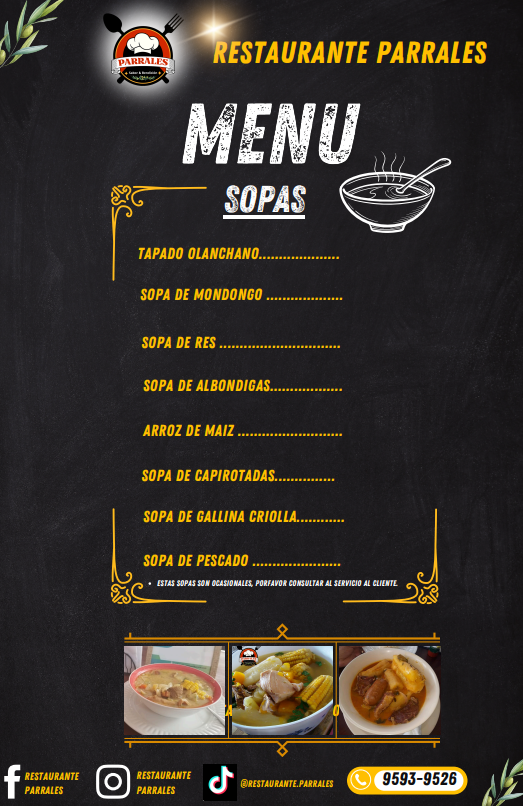 PARRALES
Sabor & Bendición
RESTAURANTE PARRALES
MENU
SOPAS
TAPADO OLANCHANO....................
SOPA DE MONDONGO ....................
SOPA DE RES ..............................
SOPA DE ALBONDIGAS..................
ARROZ DE MAIZ ..........................
SOPA DE CAPIROTADAS...............
SOPA DE GALLINA CRIOLLA............
SOPA DE PESCADO ......................
• ESTAS SOPAS SON OCASIONALES, PORFAVOR CONSULTAR AL SERVICIO AL CLIENTE.
RESTAURANTE
PARRALES
RESTAURANTE
PARRALES
@RESTAURANTE.PARRALES
9593-9526